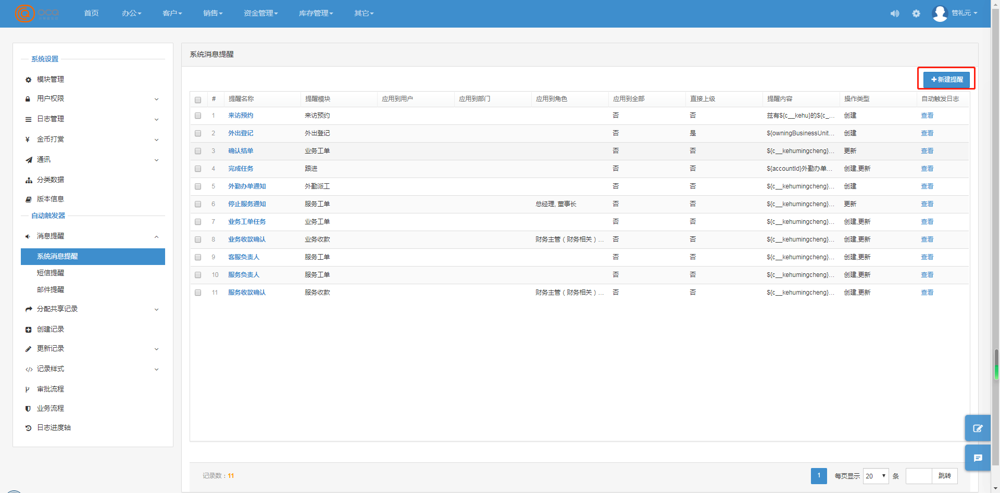 oca
首页 办公 客户 销售 资金管理 库存管理 其它 管礼元
系统设置
模块管理
用户权限
日志管理
金币打赏
通讯
分类数据
版本信息
自动触发器
消息提醒
系统消息提醒
短信提醒
邮件提醒
分配共享记录
创建记录
更新记录
记录样式
审批流程
业务流程
日志进度轴
系统消息提醒
新建提醒
# 提醒名称 提醒模块 应用到用户 应用到部门 应用到角色 应用到全部 直接上级 提醒内容 操作类型 自动触发日志
1 来访预约 来访预约 否 否 兹有${c__kehu}的${c_... 创建 查看
2 外出登记 外出登记 否 是 ${owningBusinessUnit... 创建 查看
3 确认结单 业务工单 否 否 ${c__kehumingcheng}... 更新 查看
4 完成任务 跟进 否 否 ${accountId}外勤办单... 创建,更新 查看
5 外勤办单通知 外勤派工 否 否 ${c__kehumingcheng}... 创建 查看
6 停止服务通知 服务工单 总经理, 董事长 否 否 ${c__kehumingcheng}... 更新 查看
7 业务工单任务 业务工单 否 否 ${c__kehumingcheng}... 创建,更新 查看
8 业务收款确认 业务收款 财务主管（财务相关）... 否 否 ${c__kehumingcheng}... 创建,更新 查看
9 客服负责人 服务工单 否 否 ${c__kehumingcheng}... 创建,更新 查看
10 服务负责人 服务工单 否 否 ${c__kehumingcheng}... 创建,更新 查看
11 服务收款确认 服务收款 财务主管（财务相关）... 否 否 ${c__kehumingcheng}... 创建,更新 查看
记录数：11 1 每页显示 20 条 跳转